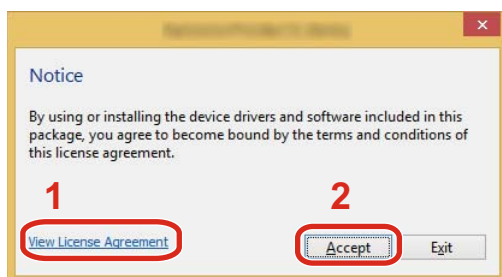 Notice
By using or installing the device drivers and software included in this
package, you agree to become bound by the terms and conditions of
this license agreement.
1
2
View License Agreement
Accept
Exit